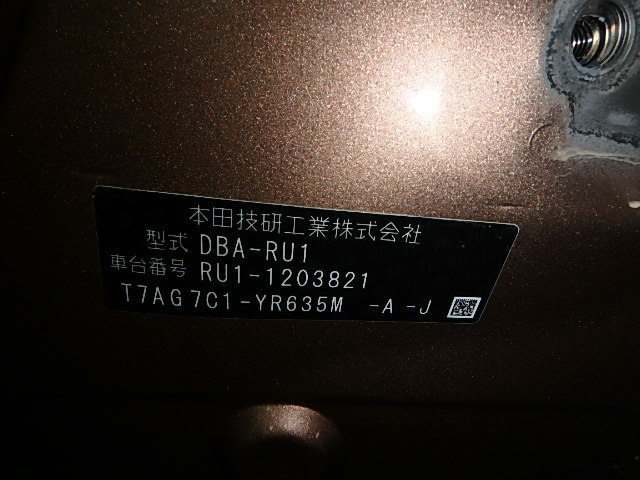 本田技研工業株式会社
型式 DBA-RU1
車台番号 RU1-1203821
T7AG7C1-YR635M -A-J